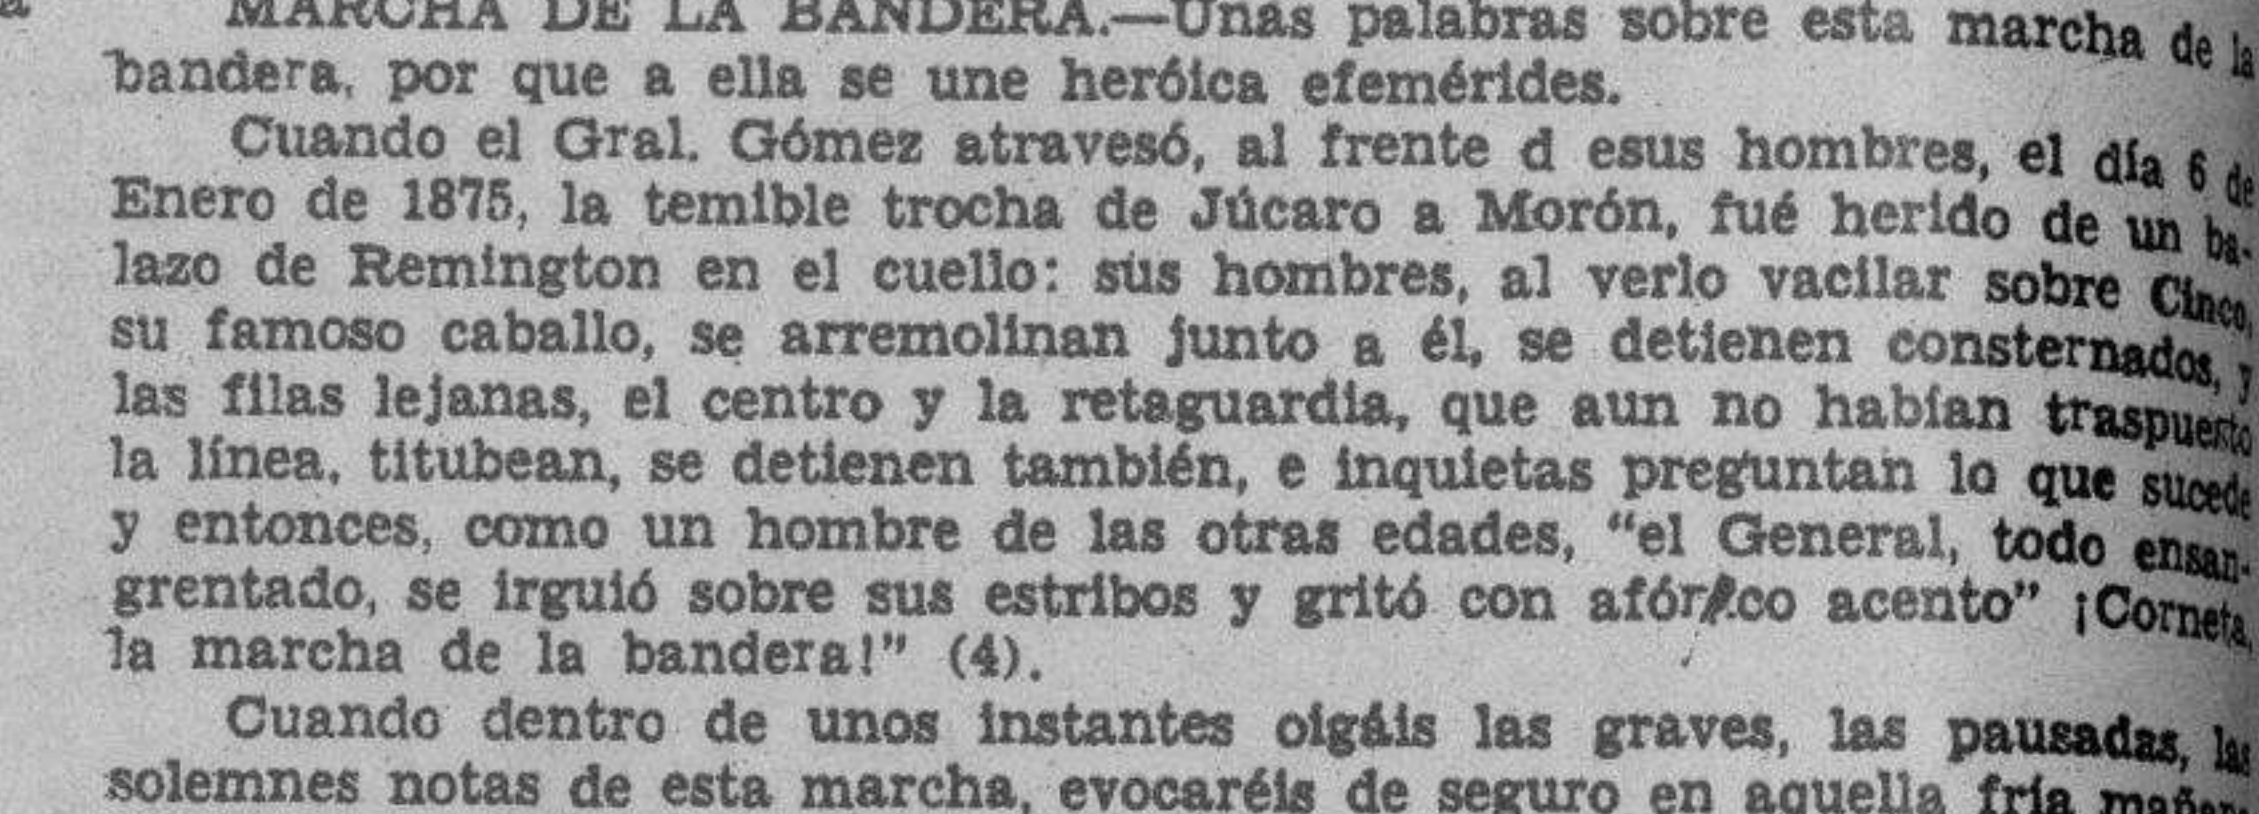 MARCHA DE LA BANDERA.—Unas palabras sobre esta marcha de la
bandera, por que a ella se une heróica efemérides.
Cuando el Gral. Gómez atravesó, al frente d esus hombres, el día 6 de
Enero de 1875, la temible trocha de Júcaro a Morón, fué herido de un ba-
lazo de Remington en el cuello: sus hombres, al verlo vacilar sobre Cinco,
su famoso caballo, se arremolinan junto a él, se detienen consternados, y
las filas lejanas, el centro y la retaguardia, que aun no habían traspuesto
la línea, titubean, se detienen también, e inquietas preguntan lo que sucede
y entonces, como un hombre de las otras edades, “el General, todo ensan-
grentado, se irguió sobre sus estribos y gritó con afór co acento” ¡Corneta,
la marcha de la bandera!” (4).
Cuando dentro de unos instantes oigáis las graves, las pausadas, las
solemnes notas de esta marcha, evocaréis de seguro en aquella fría